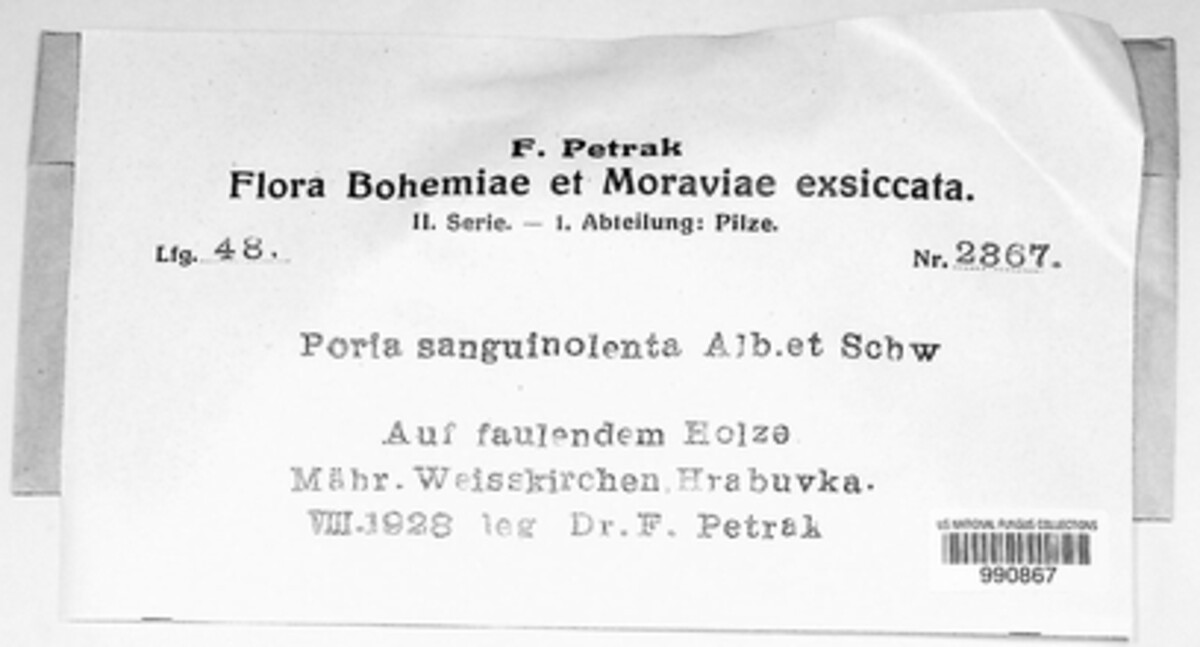 F. Petrak
Flora Bohemiae et Moraviae exsiccata.
II. Serie. — 1. Abteilung: Pilze.
Lfg. 48.
Nr. 2367.
Poria sanguinolenta Alb.et Schw
Auf faulendem Holze
Mähr. Weisskirchen, Hrabuvka.
VIII.1928 leg Dr. F. Petrak
US NATIONAL FUNGUS COLLECTIONS
990867